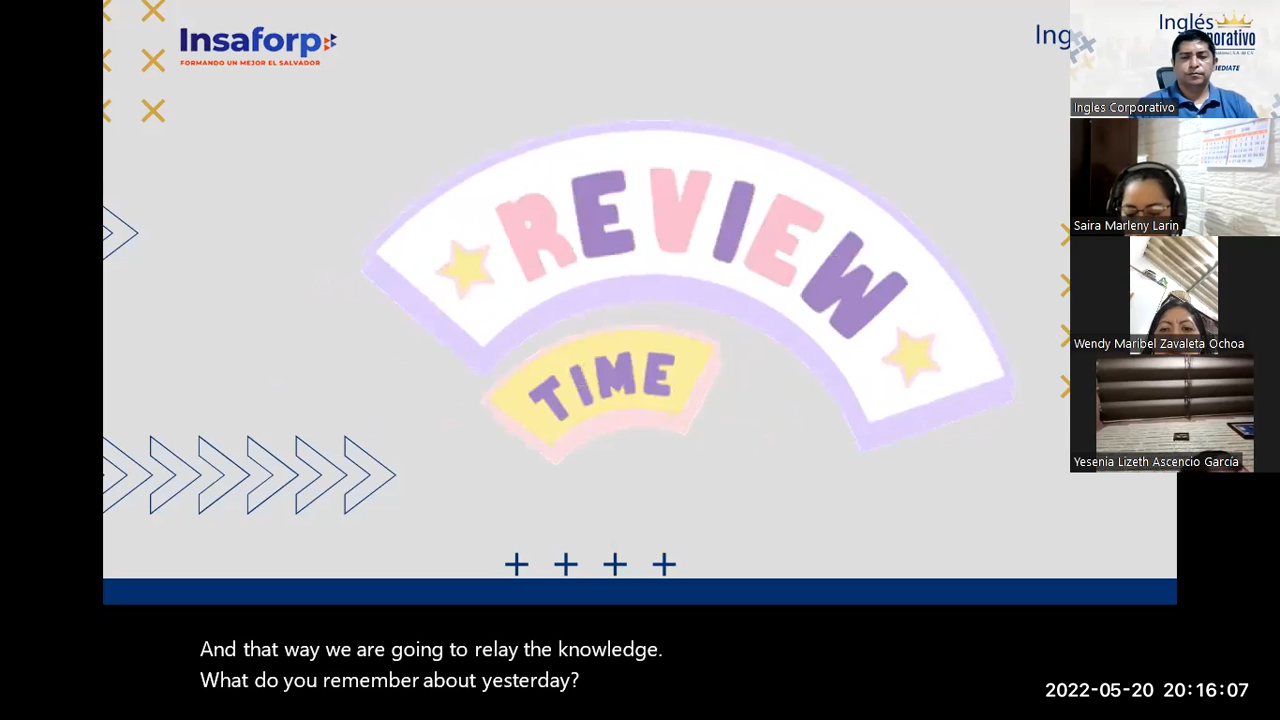 Insaforp
FORMANDO UN MEJOR EL SALVADOR
Ing
Inglés
REVIEW
TIME
Ingles Corporativo
Saira Marleny Larin
Wendy Maribel Zavaleta Ochoa
Yesenia Lizeth Ascencio García
And that way we are going to relay the knowledge.
What do you remember about yesterday?
2022-05-20 20:16:07